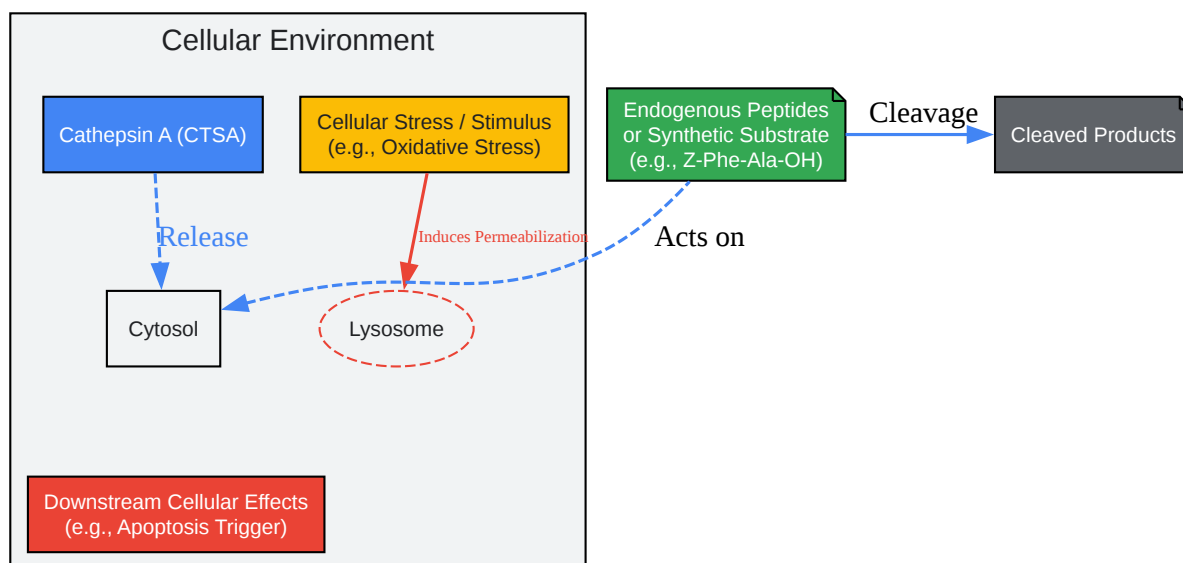 Cellular Environment
Cathepsin A (CTSA)
Cellular Stress / Stimulus
(e.g., Oxidative Stress)
Endogenous Peptides
or Synthetic Substrate
(e.g., Z-Phe-Ala-OH)
Cleavage
Cleaved Products
Release
Induces Permeabilization
Acts on
Cytosol
Lysosome
Downstream Cellular Effects
(e.g., Apoptosis Trigger)